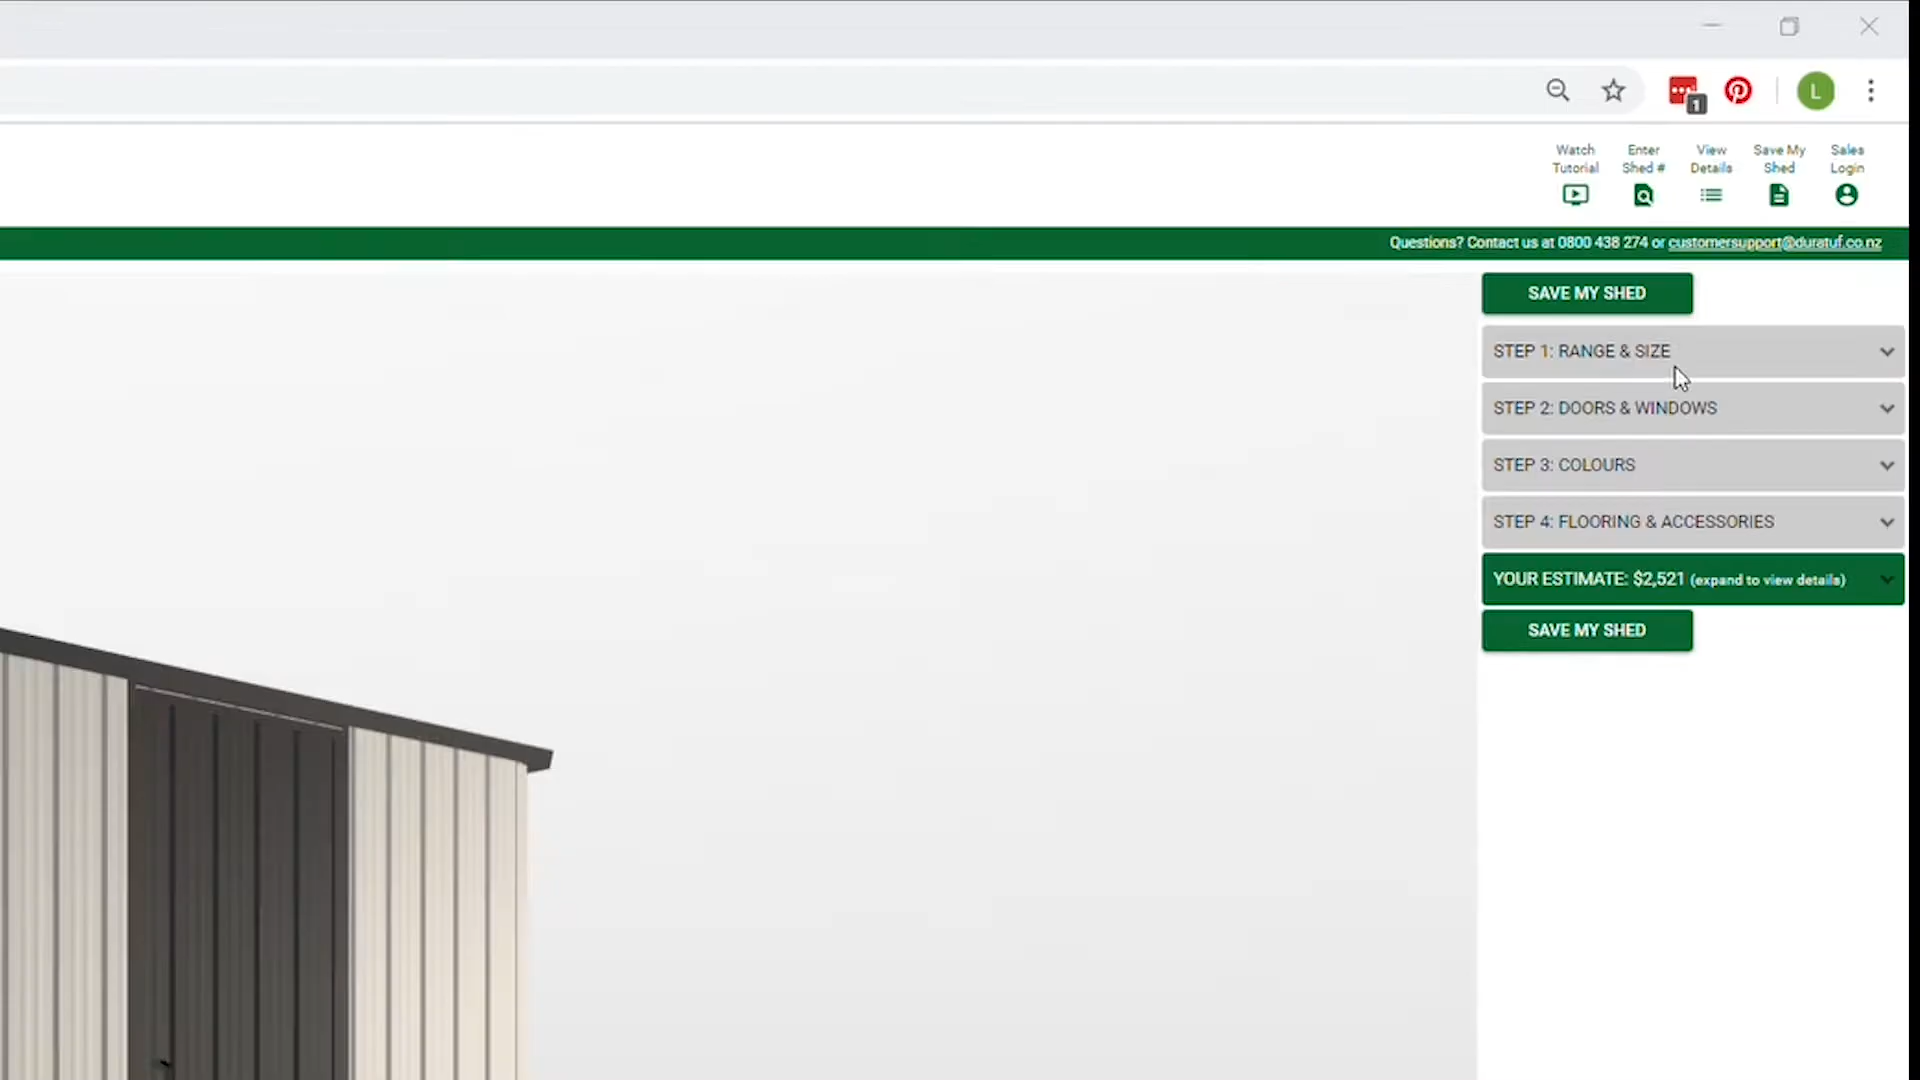 1
L
Watch Tutorial
Enter Shed #
View Details
Save My Shed
Sales Login
Questions? Contact us at 0800 438 274 or customersupport@duratuf.co.nz
SAVE MY SHED
STEP 1: RANGE & SIZE
STEP 2: DOORS & WINDOWS
STEP 3: COLOURS
STEP 4: FLOORING & ACCESSORIES
YOUR ESTIMATE: $2,521 (expand to view details)
SAVE MY SHED